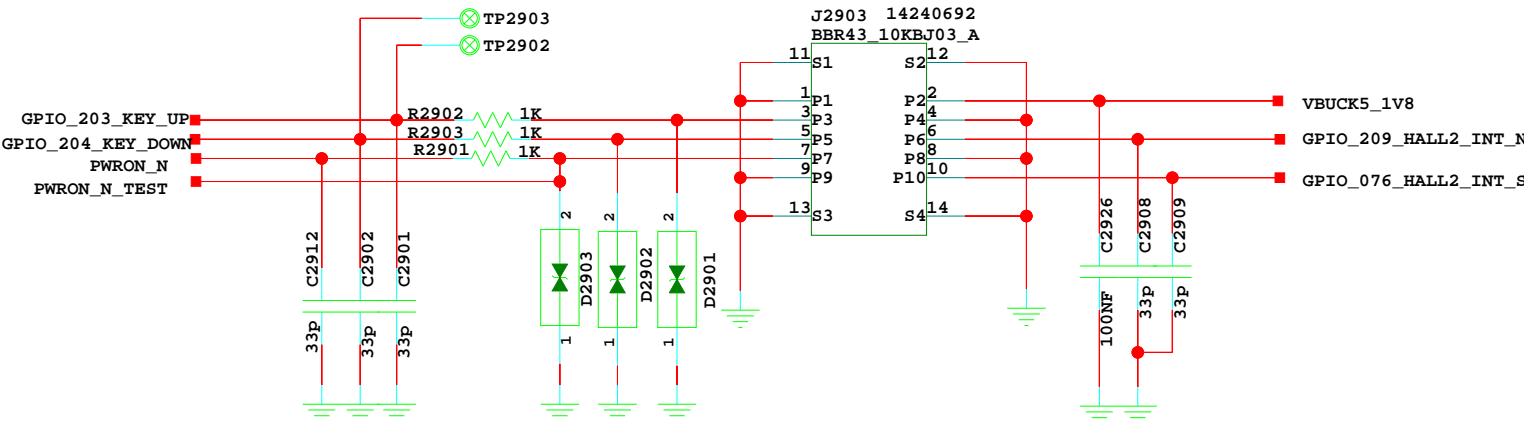 TP2903
TP2902
J2903 14240692
BBR43_10KBJ03_A
11 S1 S2 12
1 P1 P2 2
3 P3 P4 4
5 P5 P6 6
7 P7 P8 8
9 P9 P10 10
13 S3 S4 14
GPIO_203_KEY_UP
R2902 1K
GPIO_204_KEY_DOWN
R2903 1K
PWRON_N
R2901 1K
PWRON_N_TEST
VBUCK5_1V8
GPIO_209_HALL2_INT_N
GPIO_076_HALL2_INT_S
C2912
33p
C2902
33p
C2901
33p
2
D2903
1
2
D2902
1
2
D2901
1
C2926
100NF
C2908
33p
C2909
33p